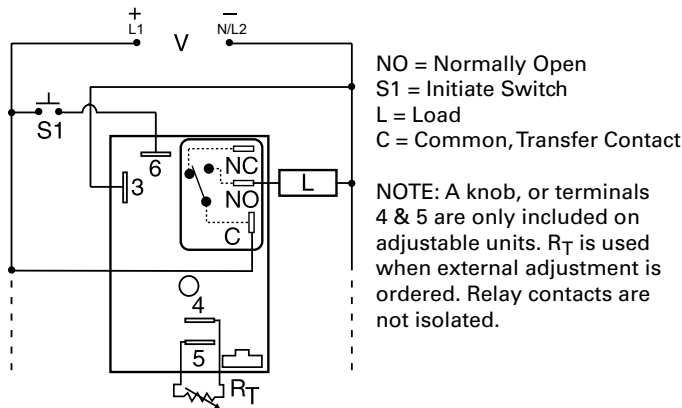 + –
L1 V N/L2
S1
6
3
NC
NO
L
C
4
5
RT
NO = Normally Open
S1 = Initiate Switch
L = Load
C = Common, Transfer Contact
NOTE: A knob, or terminals
4 & 5 are only included on
adjustable units. RT is used
when external adjustment is
ordered. Relay contacts are
not isolated.